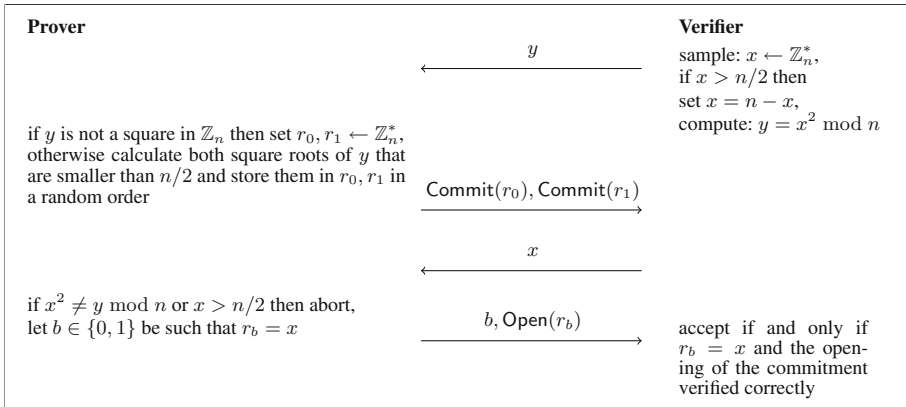 Prover
Verifier
y
sample: x ← ℤ*ₙ,
if x > n/2 then
set x = n − x,
compute: y = x² mod n
if y is not a square in ℤₙ then set r₀, r₁ ← ℤ*ₙ,
otherwise calculate both square roots of y that
are smaller than n/2 and store them in r₀, r₁ in
a random order
Commit(r₀), Commit(r₁)
x
if x² ≠ y mod n or x > n/2 then abort,
let b ∈ {0, 1} be such that r_b = x
b, Open(r_b)
accept if and only if
r_b = x and the open-
ing of the commitment
verified correctly